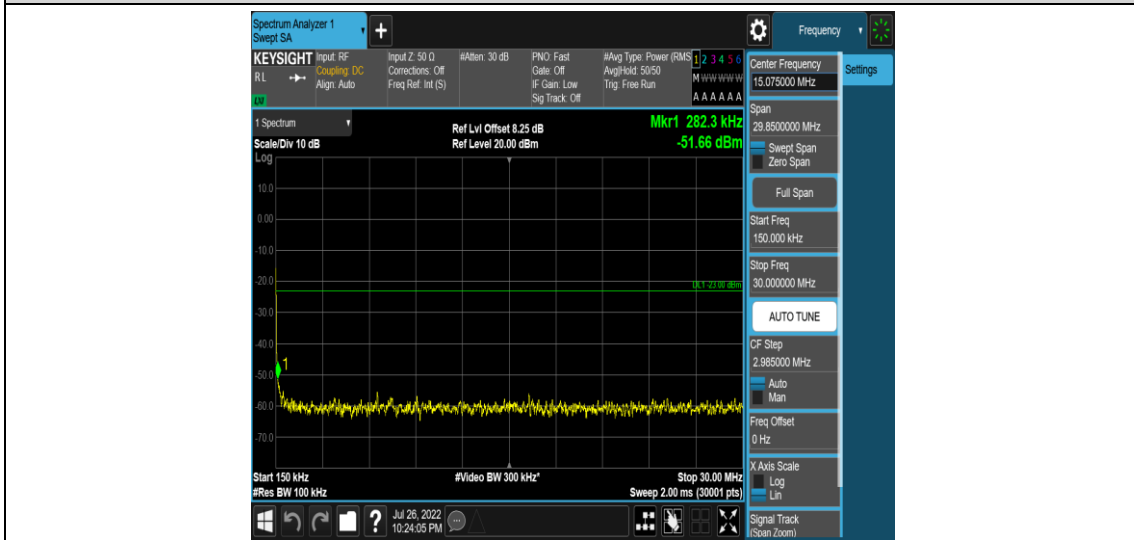 Spectrum Analyzer 1
Swept SA
+
Frequency
KEYSIGHT
RL
LXI
Input: RF
Coupling: DC
Align: Auto
Input Z: 50 Ω
Corrections: Off
Freq Ref: Int (S)
#Atten: 30 dB
PNO: Fast
Gate: Off
IF Gain: Low
Sig Track: Off
#Avg Type: Power (RMS
Avg|Hold: 50/50
Trig: Free Run
1 2 3 4 5 6
M W W W W W
A A A A A A
1 Spectrum
Scale/Div 10 dB
Ref Lvl Offset 8.25 dB
Ref Level 20.00 dBm
Mkr1 282.3 kHz
-51.66 dBm
Log
10.0
0.00
-10.0
-20.0
DL1 -23.00 dBm
-30.0
-40.0
1
-50.0
-60.0
-70.0
Start 150 kHz
#Video BW 300 kHz*
Stop 30.00 MHz
#Res BW 100 kHz
Sweep 2.00 ms (30001 pts)
Center Frequency
15.075000 MHz
Settings
Span
29.8500000 MHz
Swept Span
Zero Span
Full Span
Start Freq
150.000 kHz
Stop Freq
30.000000 MHz
AUTO TUNE
CF Step
2.985000 MHz
Auto
Man
Freq Offset
0 Hz
X Axis Scale
Log
Lin
Signal Track
(Span Zoom)
?
Jul 26, 2022
10:24:05 PM